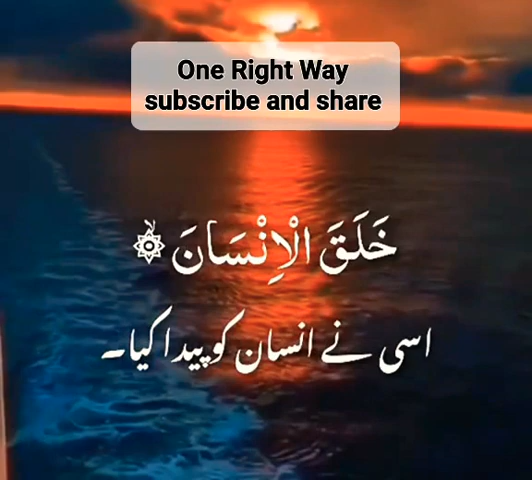 One Right Way
subscribe and share
خَلَقَ الْاِنْسَانَ ۙ
اسی نے انسان کو پیدا کیا۔